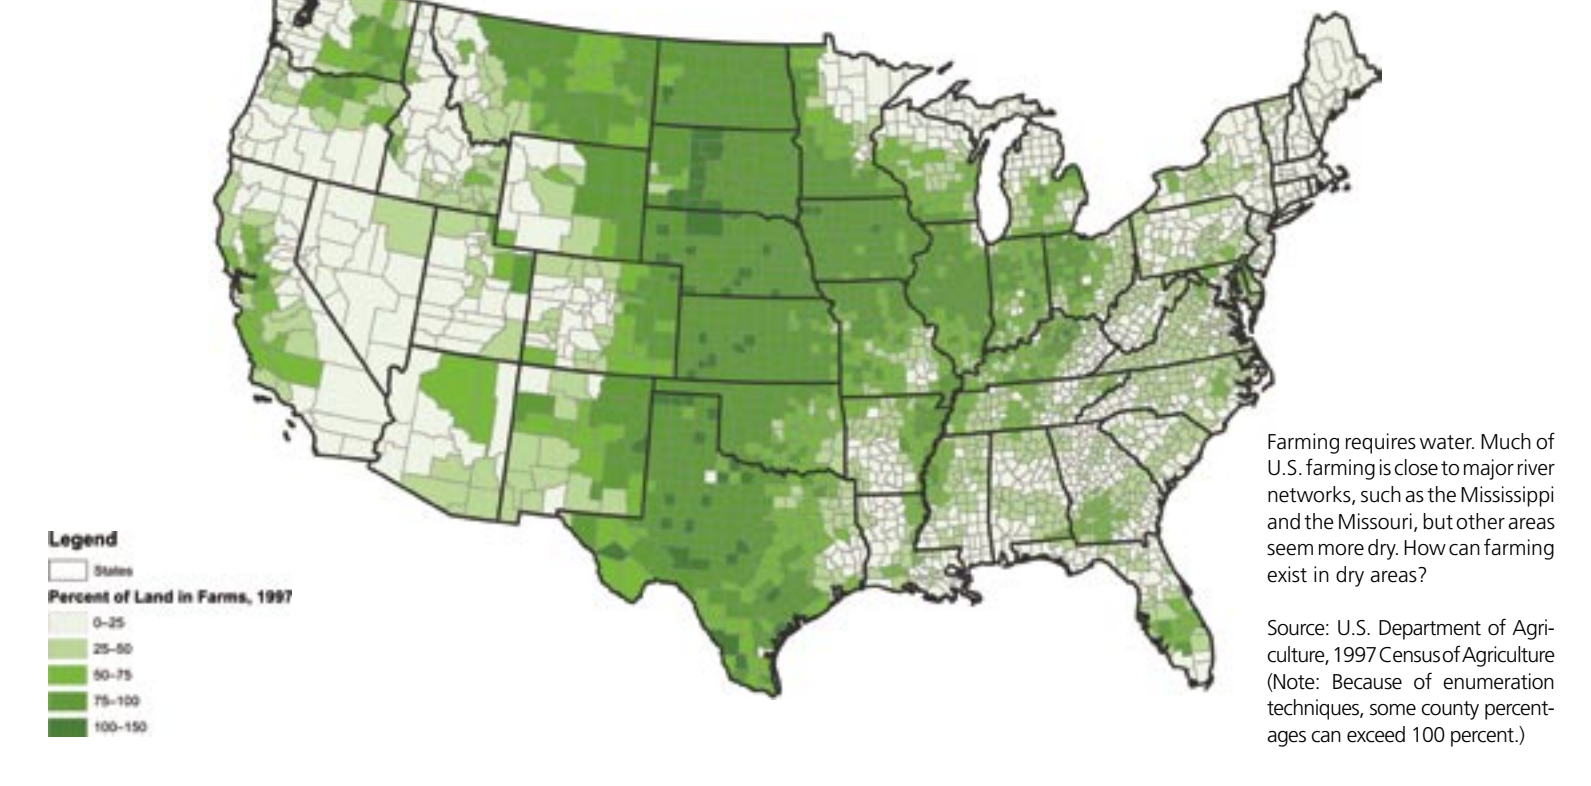 Farming requires water. Much of
U.S. farming is close to major river
networks, such as the Mississippi
and the Missouri, but other areas
seem more dry. How can farming
exist in dry areas?
Source: U.S. Department of Agri-
culture, 1997 Census of Agriculture
(Note: Because of enumeration
techniques, some county percent-
ages can exceed 100 percent.)
Legend
States
Percent of Land in Farms, 1997
0–25
25–50
50–75
75–100
100–150